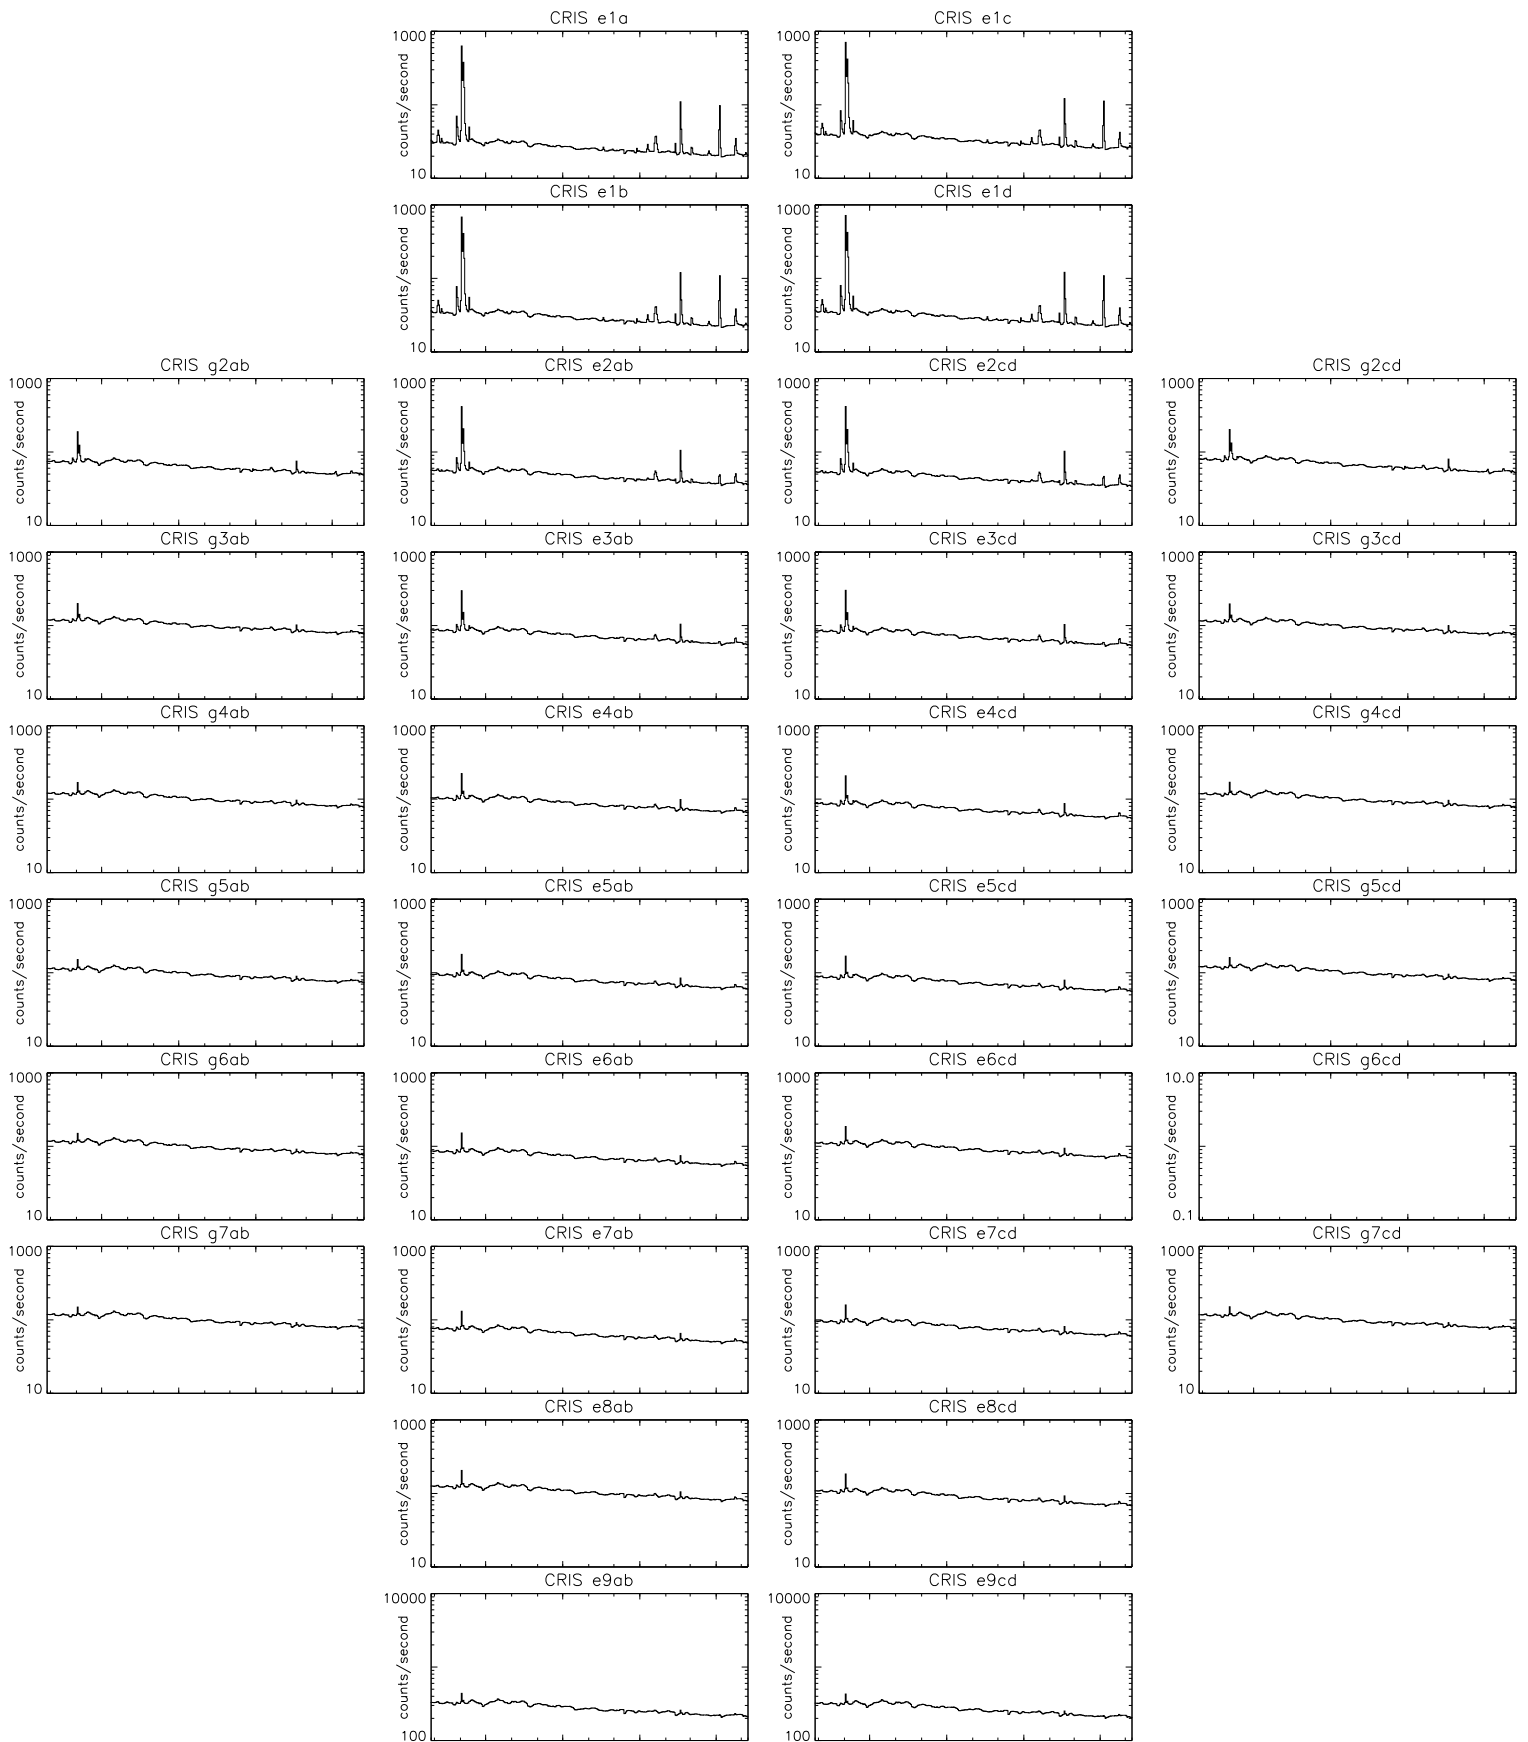 CRIS e1a
CRIS e1c
1000
counts/second
10
1000
counts/second
10
CRIS e1b
CRIS e1d
1000
counts/second
10
1000
counts/second
10
CRIS g2ab
CRIS e2ab
CRIS e2cd
CRIS g2cd
1000
counts/second
10
1000
counts/second
10
1000
counts/second
10
1000
counts/second
10
CRIS g3ab
CRIS e3ab
CRIS e3cd
CRIS g3cd
1000
counts/second
10
1000
counts/second
10
1000
counts/second
10
1000
counts/second
10
CRIS g4ab
CRIS e4ab
CRIS e4cd
CRIS g4cd
1000
counts/second
10
1000
counts/second
10
1000
counts/second
10
1000
counts/second
10
CRIS g5ab
CRIS e5ab
CRIS e5cd
CRIS g5cd
1000
counts/second
10
1000
counts/second
10
1000
counts/second
10
1000
counts/second
10
CRIS g6ab
CRIS e6ab
CRIS e6cd
CRIS g6cd
1000
counts/second
10
1000
counts/second
10
1000
counts/second
10
10.0
counts/second
0.1
CRIS g7ab
CRIS e7ab
CRIS e7cd
CRIS g7cd
1000
counts/second
10
1000
counts/second
10
1000
counts/second
10
1000
counts/second
10
CRIS e8ab
CRIS e8cd
1000
counts/second
10
1000
counts/second
10
CRIS e9ab
CRIS e9cd
10000
counts/second
100
10000
counts/second
100